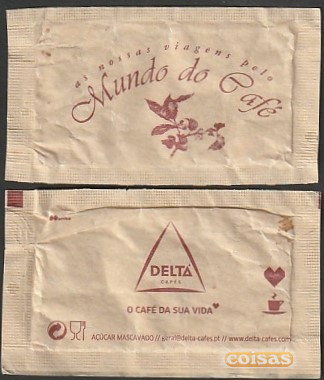 as nossas viagens pelo
Mundo do Café
DELTA
CAFÉS
O CAFÉ DA SUA VIDA
AÇÚCAR MASCAVADO // geral@delta-cafes.pt // www.delta-cafes.com
coisas